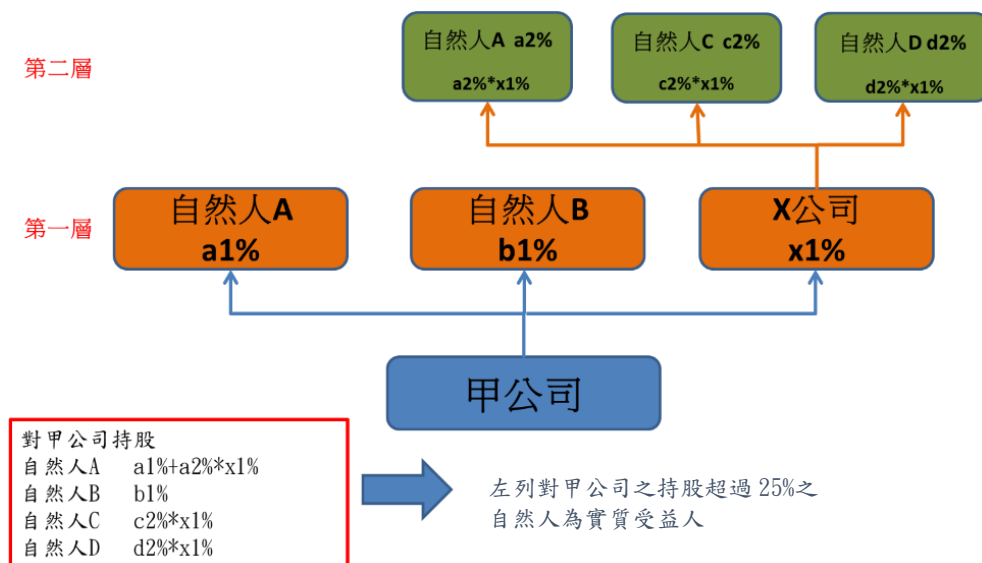 第二層
自然人A a2%
a2%*x1%
自然人C c2%
c2%*x1%
自然人D d2%
d2%*x1%
第一層
自然人A
a1%
自然人B
b1%
X公司
x1%
甲公司
對甲公司持股
自然人A a1%+a2%*x1%
自然人B b1%
自然人C c2%*x1%
自然人D d2%*x1%
左列對甲公司之持股超過 25%之
自然人為實質受益人